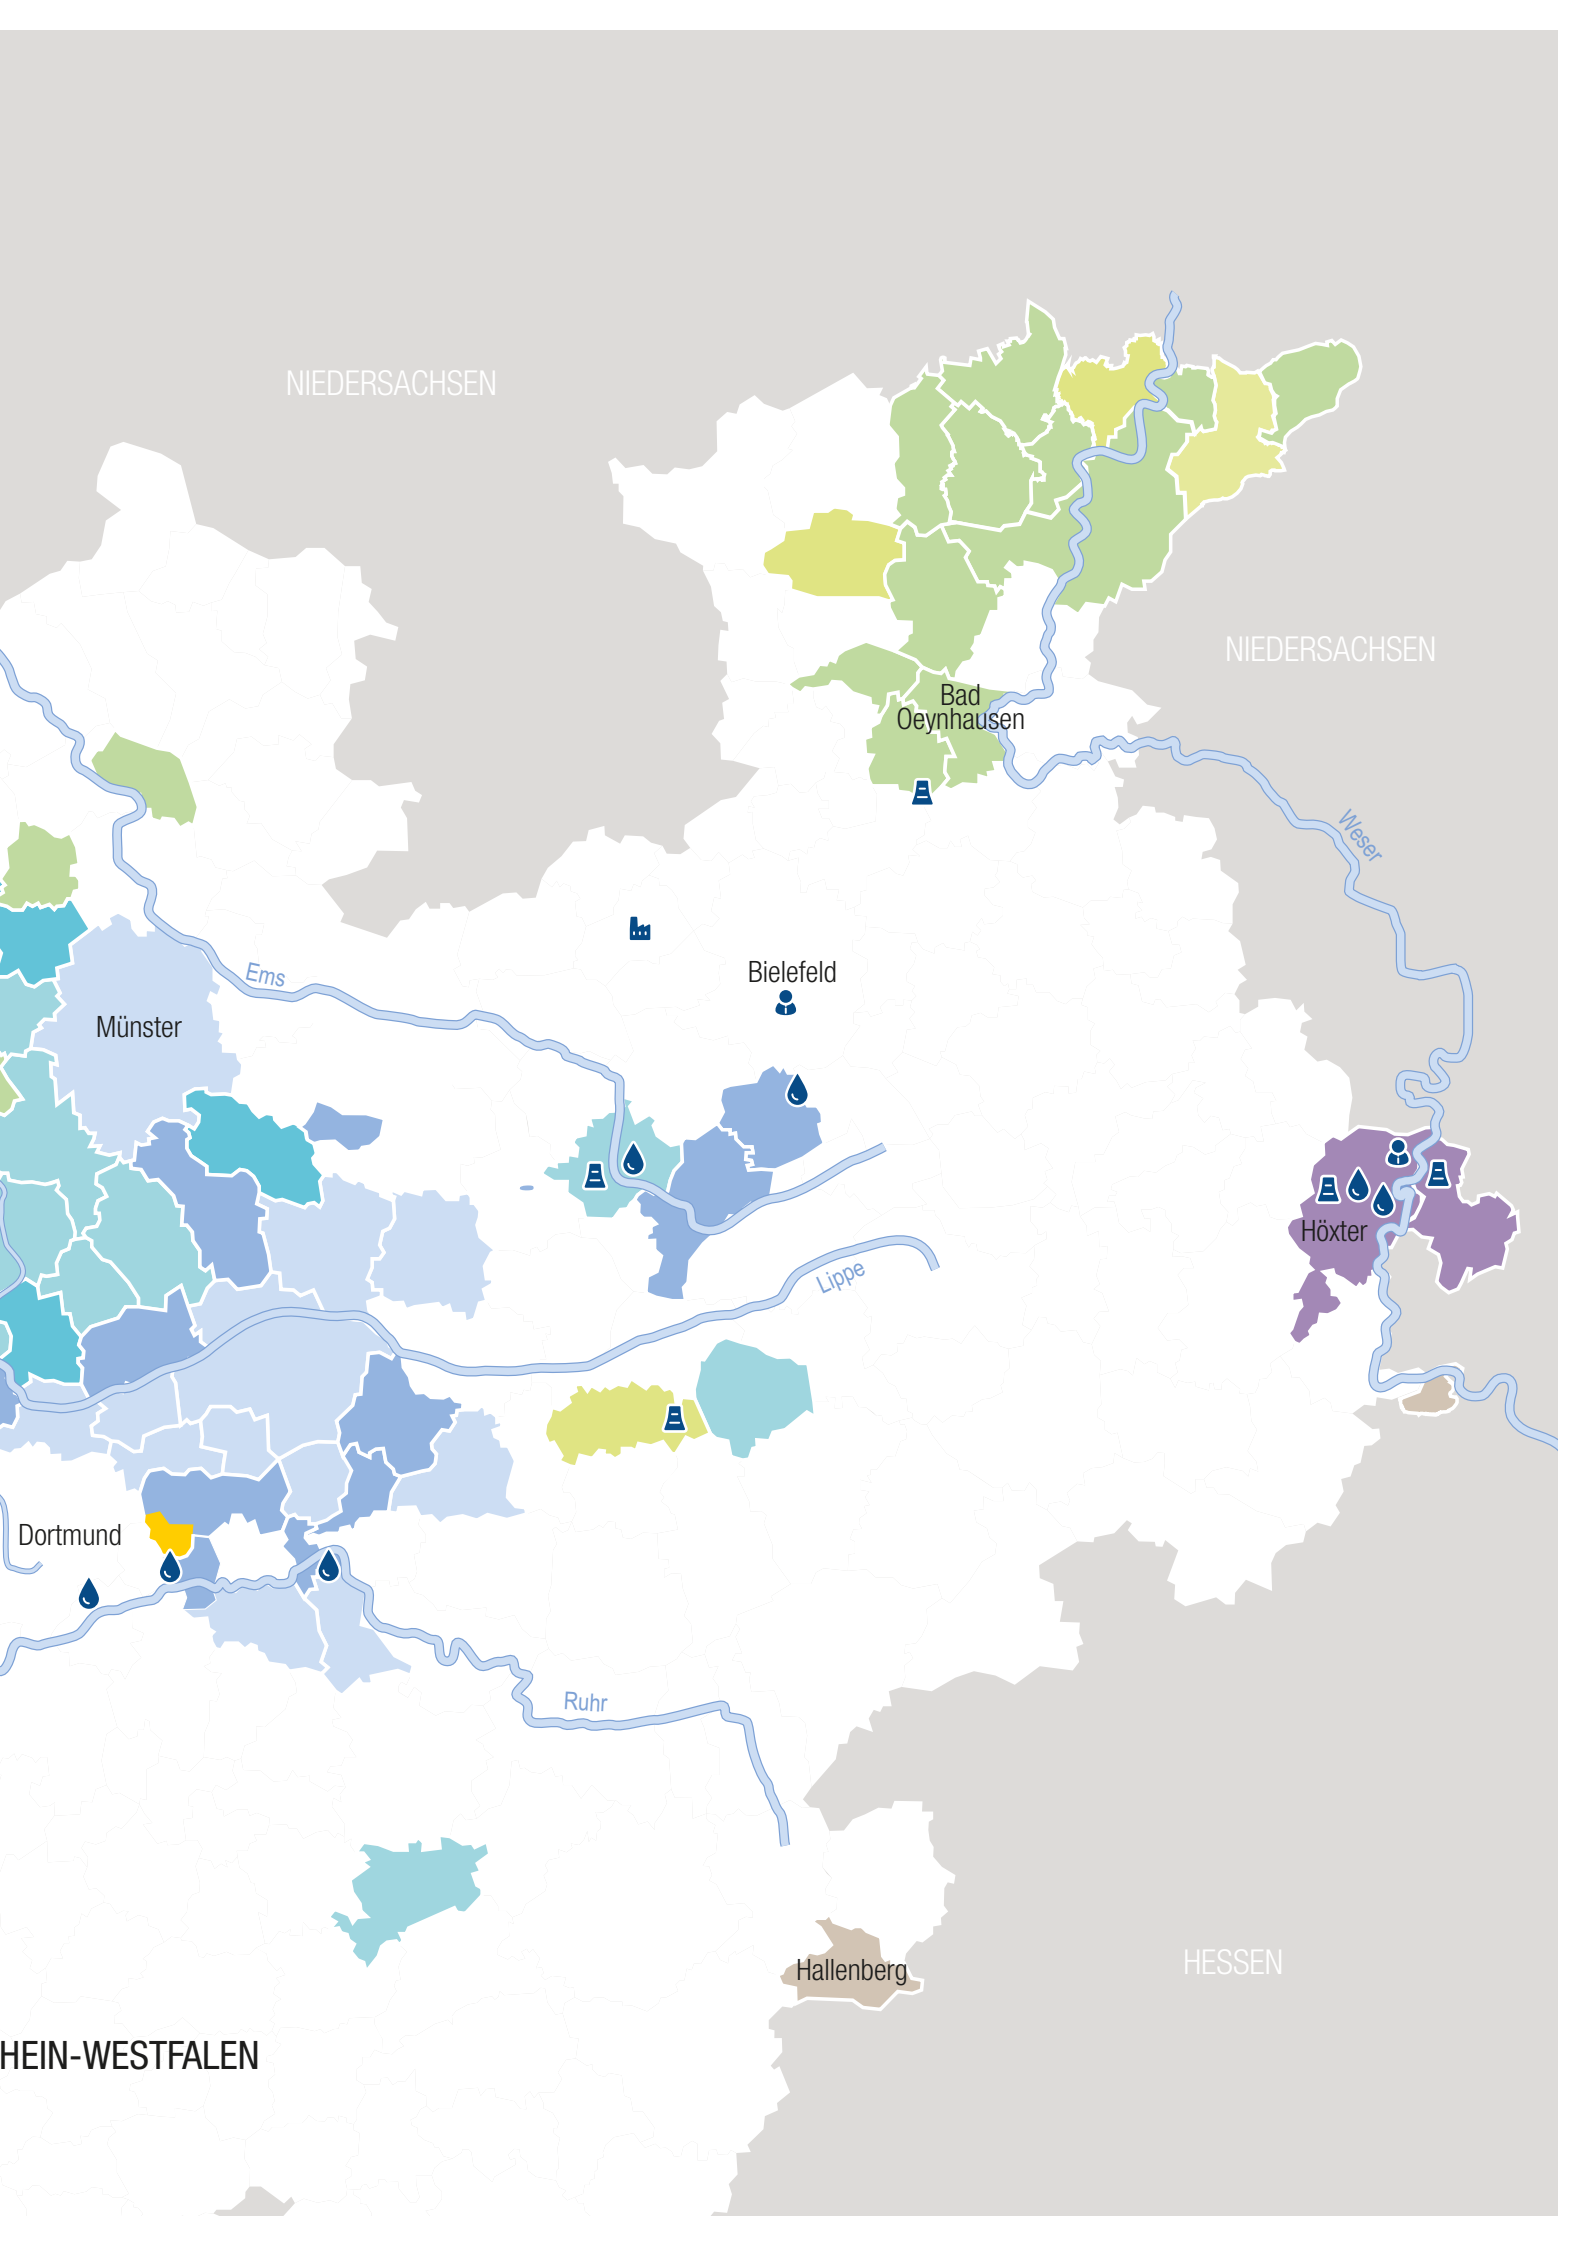 NIEDERSACHSEN
NIEDERSACHSEN
Bad
Oeynhausen
Weser
Ems
Bielefeld
Münster
Höxter
Lippe
Dortmund
Ruhr
Hallenberg
HESSEN
HEIN-WESTFALEN